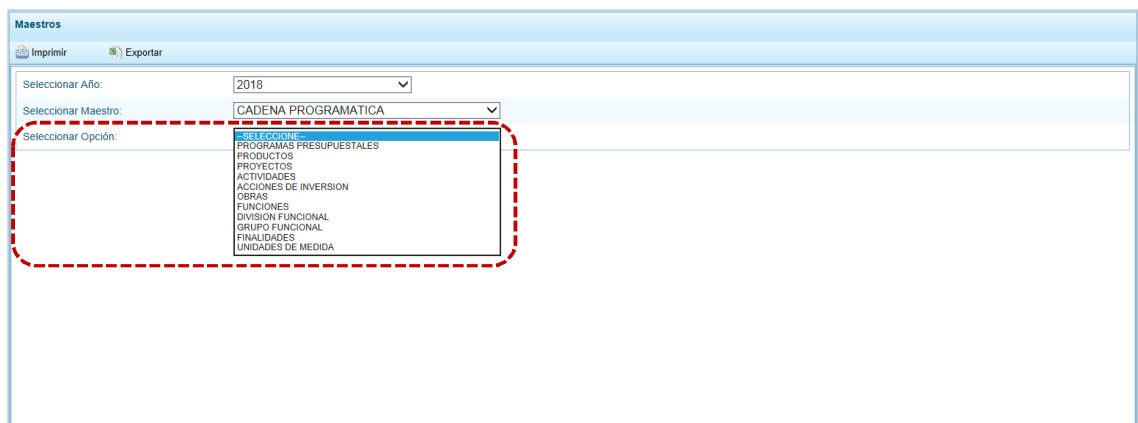 Maestros
Imprimir Exportar
Seleccionar Año: 2018
Seleccionar Maestro: CADENA PROGRAMATICA
Seleccionar Opción: --SELECCIONE--
PROGRAMAS PRESUPUESTALES
PRODUCTOS
PROYECTOS
ACTIVIDADES
ACCIONES DE INVERSION
OBRAS
FUNCIONES
DIVISION FUNCIONAL
GRUPO FUNCIONAL
FINALIDADES
UNIDADES DE MEDIDA